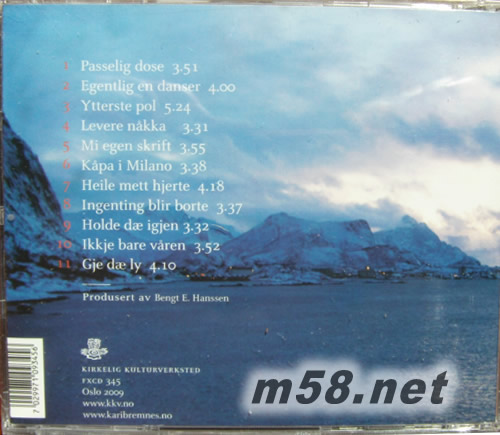 1 Passelig dose 3.51
2 Egentlig en danser 4.00
3 Ytterste pol 5.24
4 Levere nåkka 3.31
5 Mi egen skrift 3.55
6 Kåpa i Milano 3.38
7 Heile mett hjerte 4.18
8 Ingenting blir borte 3.37
9 Holde dæ igjen 3.32
10 Ikkje bare våren 3.52
11 Gje dæ ly 4.10
Produsert av Bengt E. Hanssen
KIRKELIG KULTURVERKSTED
FXCD 345
Oslo 2009
www.kkv.no
www.karibremnes.no
7 029971 093456
m58.net